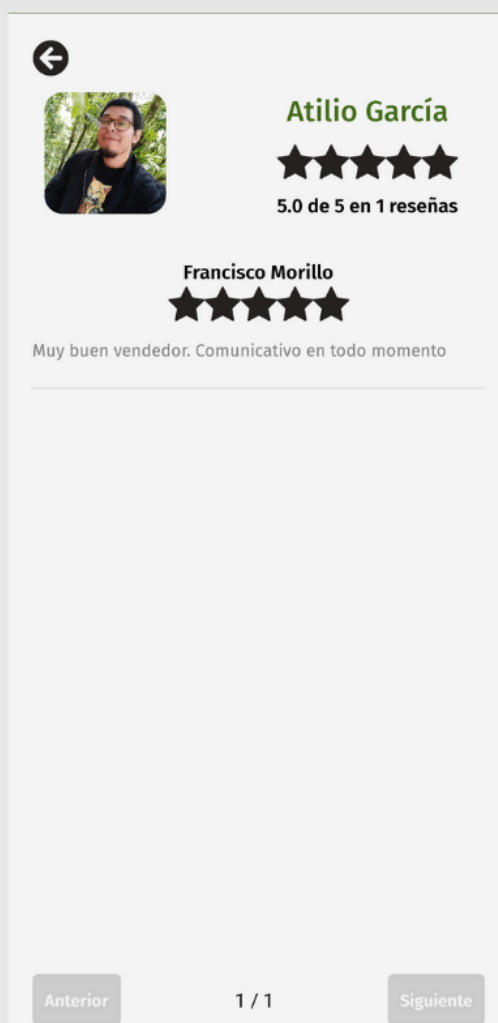 Atilio García
5.0 de 5 en 1 reseñas
Francisco Morillo
Muy buen vendedor. Comunicativo en todo momento
Anterior
1 / 1
Siguiente